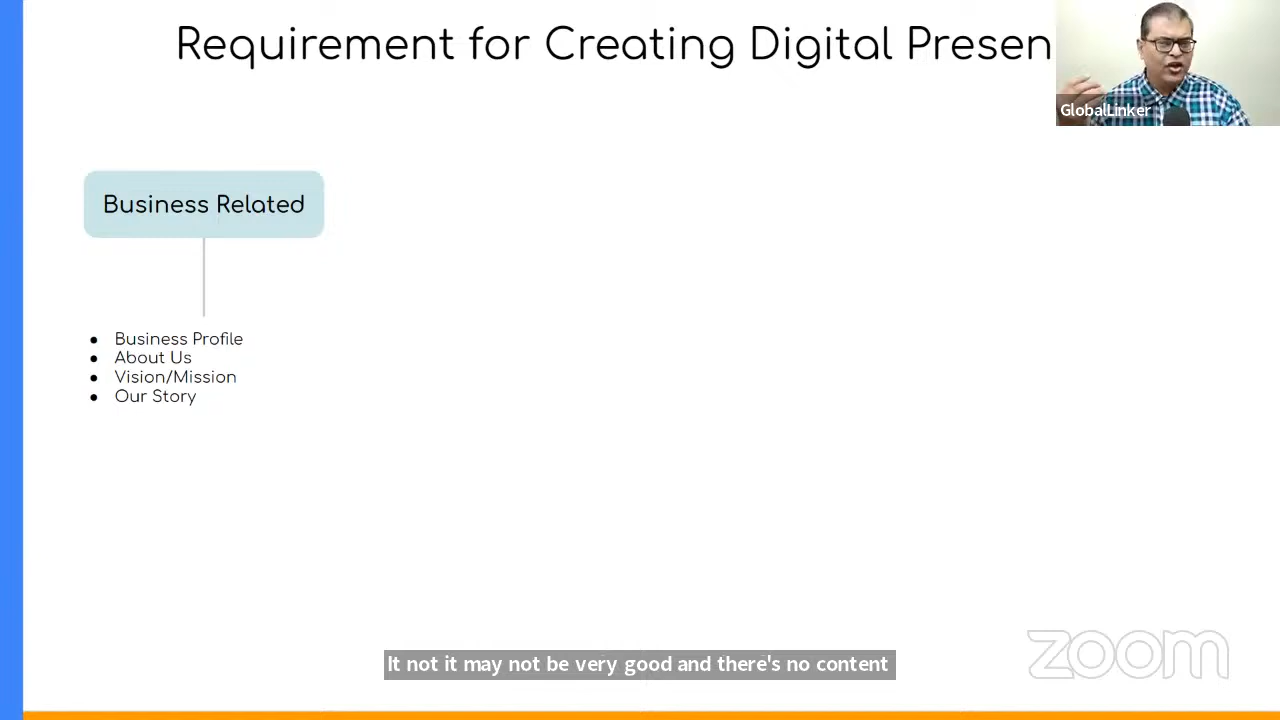 Requirement for Creating Digital Presen
GlobalLinker
Business Related
● Business Profile
● About Us
● Vision/Mission
● Our Story
zoom
It not it may not be very good and there's no content